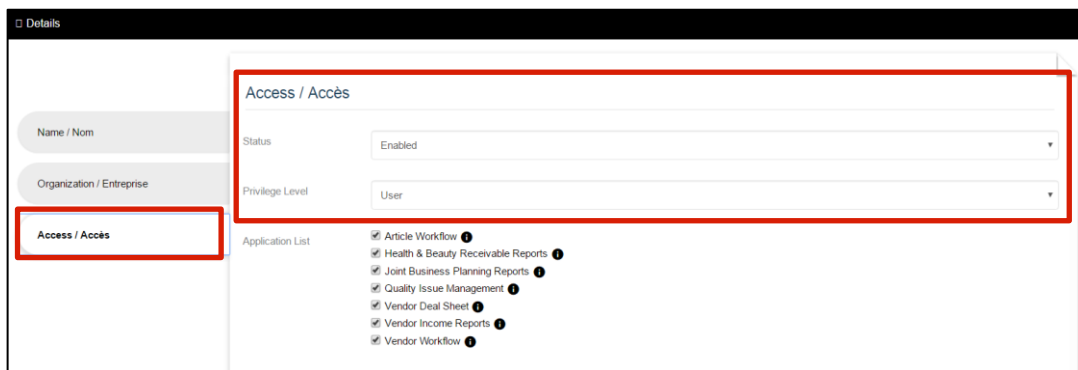 Details
Access / Accès
Name / Nom
Status
Enabled
Organization / Entreprise
Privilege Level
User
Access / Accès
Application List
Article Workflow
Health & Beauty Receivable Reports
Joint Business Planning Reports
Quality Issue Management
Vendor Deal Sheet
Vendor Income Reports
Vendor Workflow